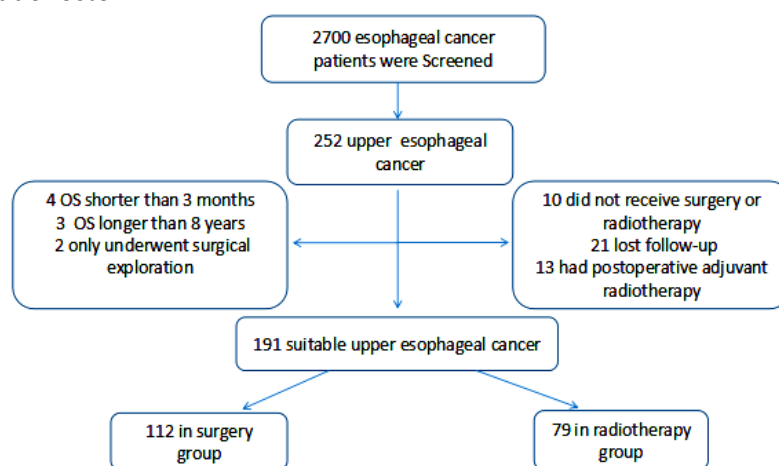 2700 esophageal cancer
patients were Screened
252 upper esophageal
cancer
4 OS shorter than 3 months
3 OS longer than 8 years
2 only underwent surgical
exploration
10 did not receive surgery or
radiotherapy
21 lost follow-up
13 had postoperative adjuvant
radiotherapy
191 suitable upper esophageal cancer
112 in surgery
group
79 in radiotherapy
group